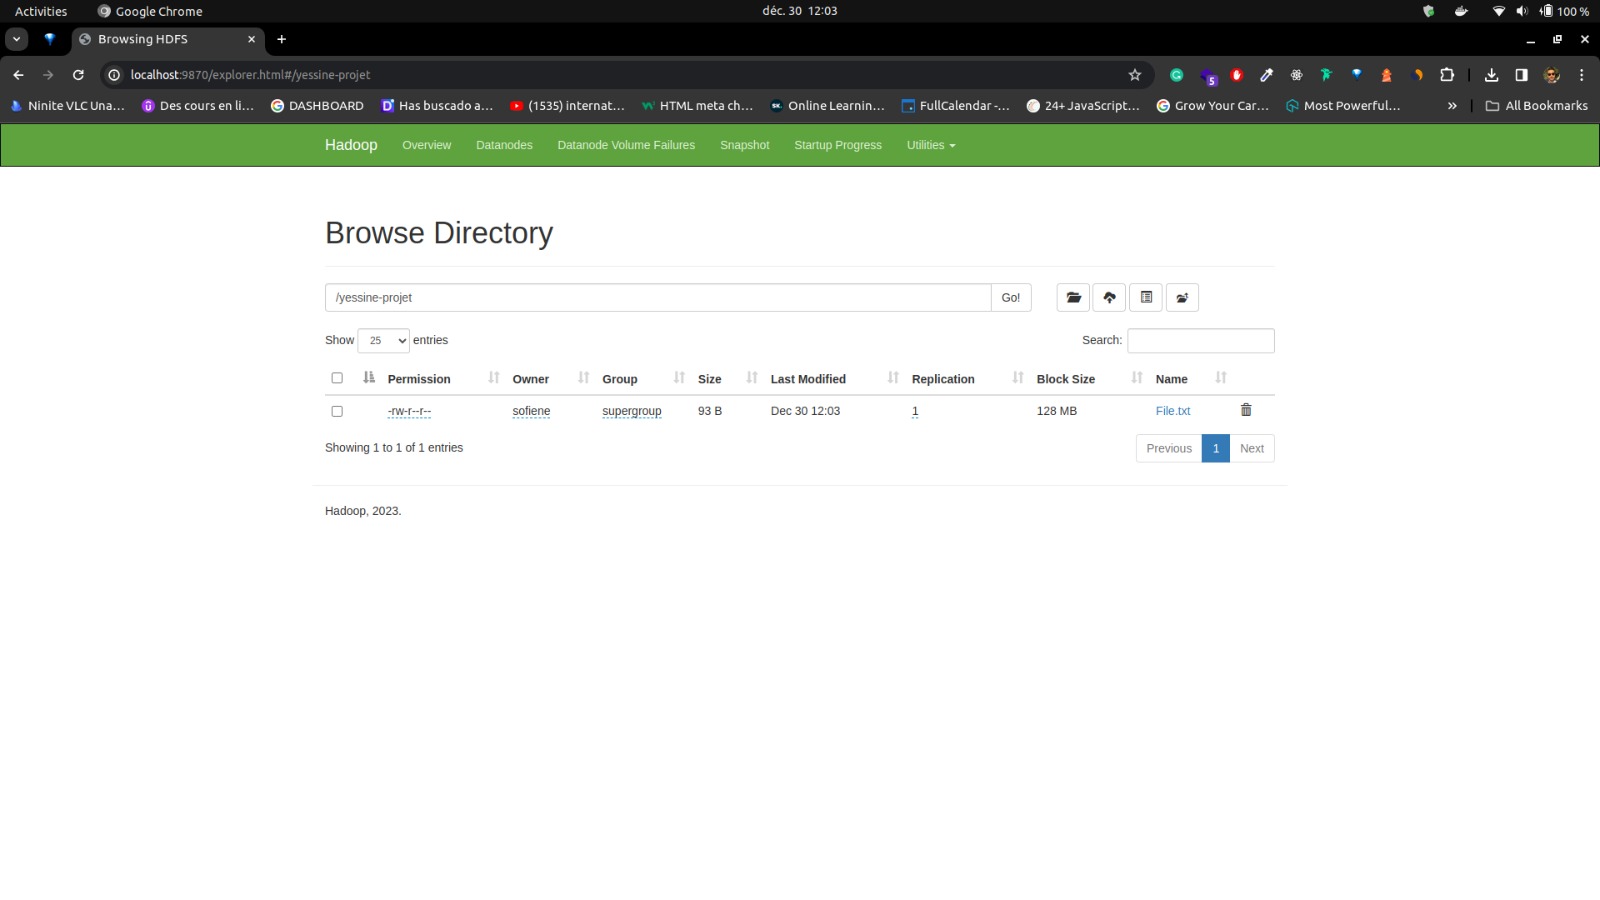 Activities Google Chrome déc. 30 12:03 100 %
Browsing HDFS
localhost:9870/explorer.html#/yessine-projet 5
Ninite VLC Una... Des cours en li... DASHBOARD Has buscado a... (1535) internat... HTML meta ch... Online Learnin... FullCalendar -... 24+ JavaScript... Grow Your Car... Most Powerful... » All Bookmarks
Hadoop Overview Datanodes Datanode Volume Failures Snapshot Startup Progress Utilities
Browse Directory
/yessine-projet Go!
Show 25 entries Search:
Permission Owner Group Size Last Modified Replication Block Size Name
-rw-r--r-- sofiene supergroup 93 B Dec 30 12:03 1 128 MB File.txt
Showing 1 to 1 of 1 entries Previous 1 Next
Hadoop, 2023.